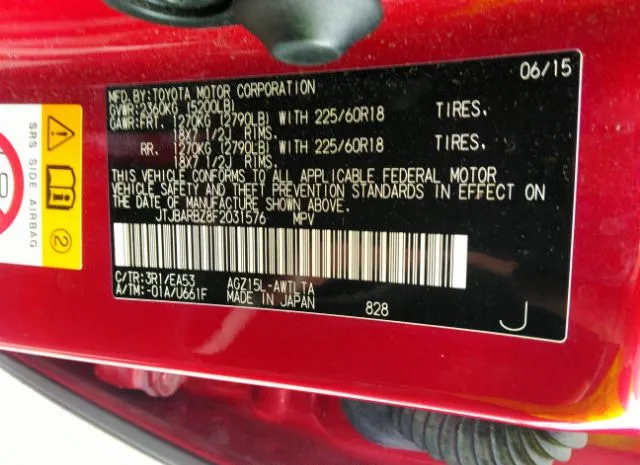 MFD.BY:TOYOTA MOTOR CORPORATION 06/15
GVWR:2360KG (5200LB)
GAWR:FRT. 1270KG (2790LB) WITH 225/60R18 TIRES.
18X7 1/2J RIMS.
RR. 1270KG (2790LB) WITH 225/60R18 TIRES.
18X7 1/2J RIMS.
THIS VEHICLE CONFORMS TO ALL APPLICABLE FEDERAL MOTOR
VEHICLE SAFETY AND THEFT PREVENTION STANDARDS IN EFFECT ON
THE DATE OF MANUFACTURE SHOWN ABOVE.
JTJBARBZ8F2031576 MPV
C/TR:3R1/EA53 AGZ15L-AWTLTA
A/TM:-01A/U661F MADE IN JAPAN 828
J
SRS SIDE AIRBAG
2